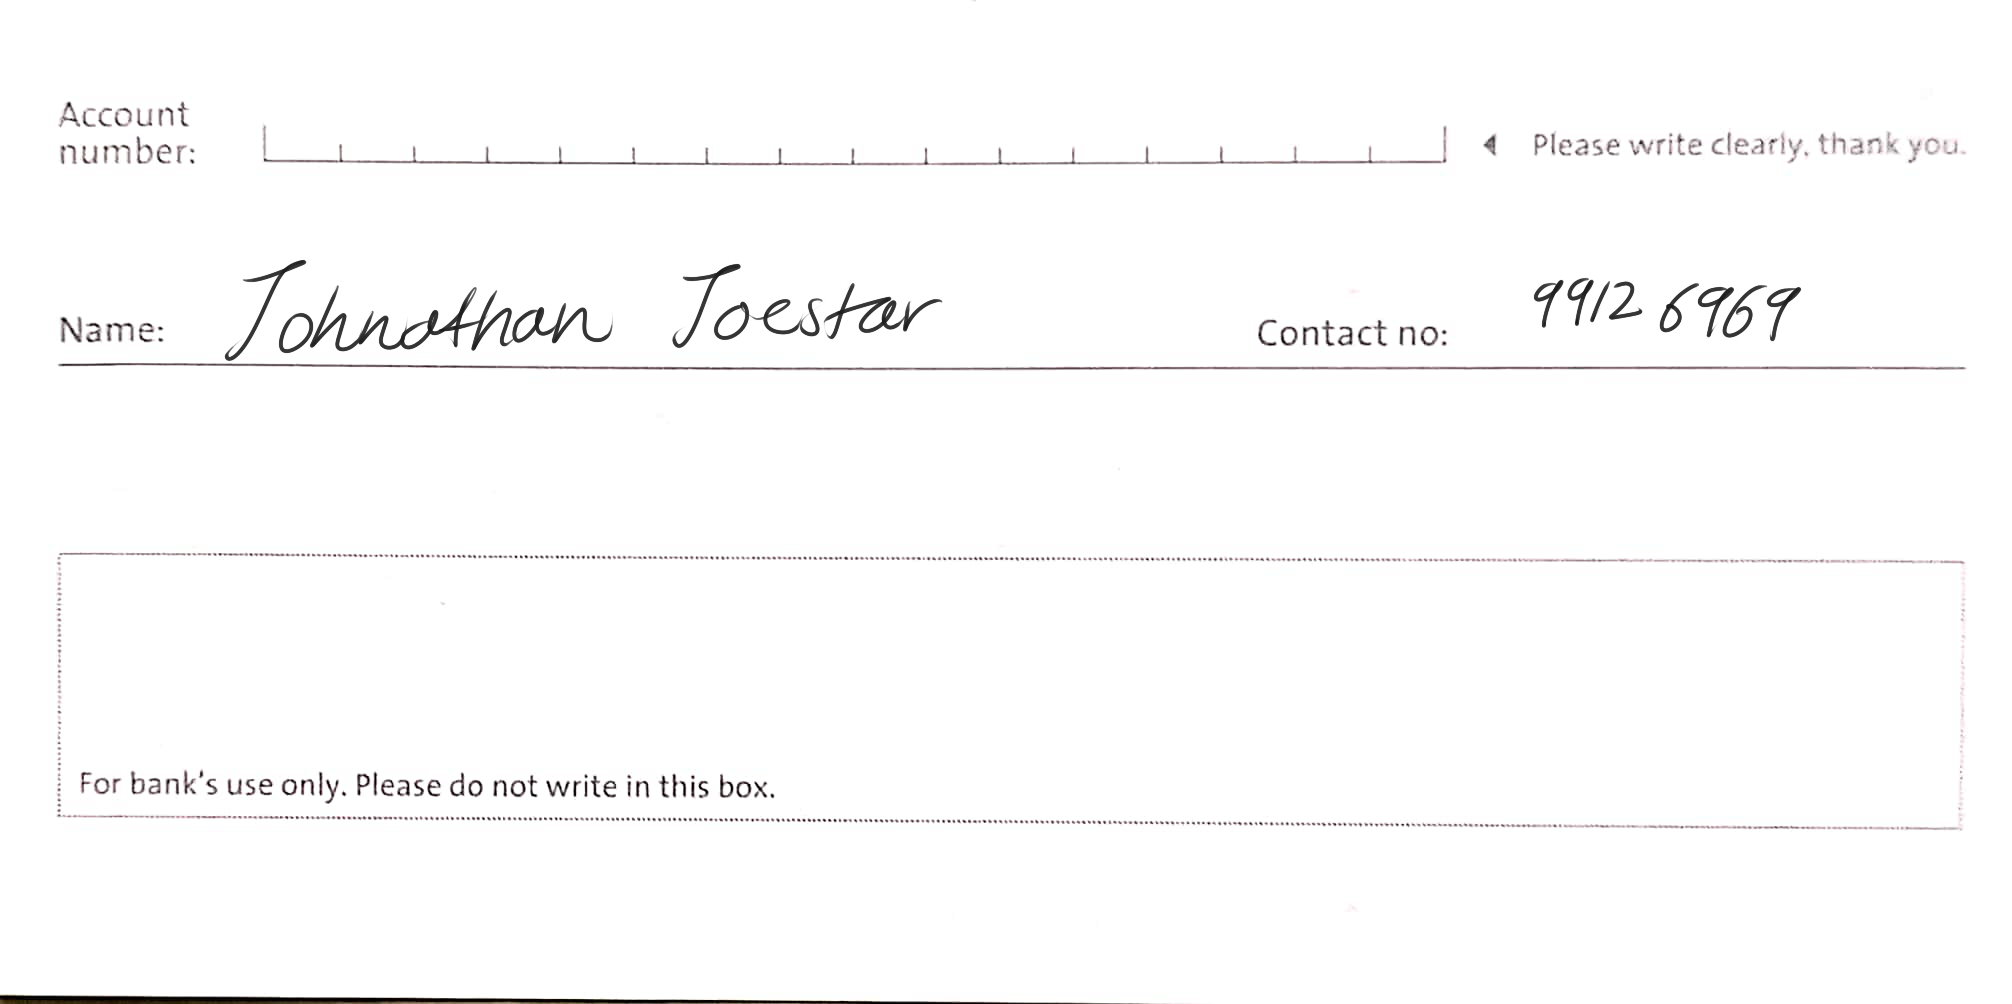 Account
number:
Please write clearly, thank you.
Name: Johnathan Joestar Contact no: 9912 6969
For bank's use only. Please do not write in this box.